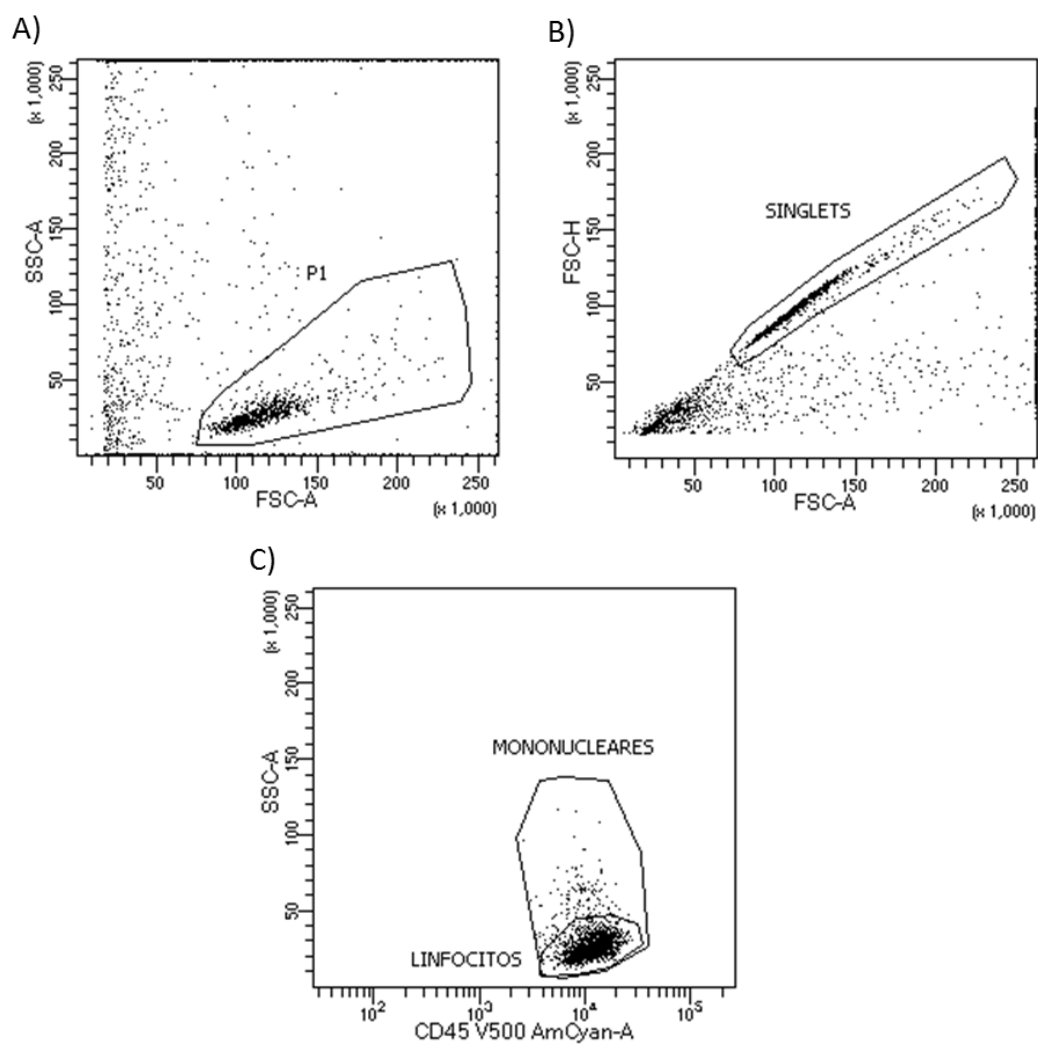 A)
(x 1,000)
SSC-A
50 100 150 200 250
P1
50 100 150 200 250
FSC-A
(x 1,000)
B)
(x 1,000)
FSC-H
50 100 150 200 250
SINGLETS
50 100 150 200 250
FSC-A
(x 1,000)
C)
(x 1,000)
SSC-A
50 100 150 200 250
MONONUCLEARES
LINFOCITOS
10² 10³ 10⁴ 10⁵
CD45 V500 AmCyan-A